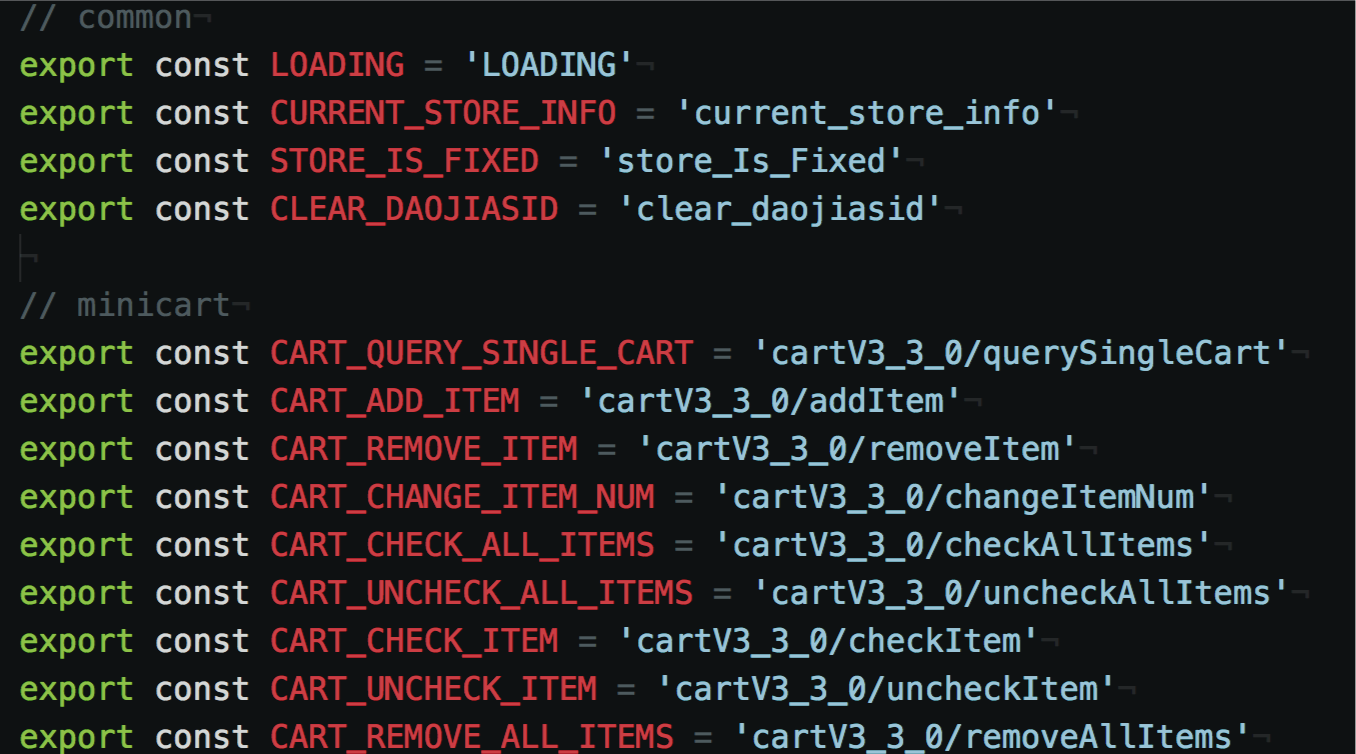 // common
export const LOADING = 'LOADING'
export const CURRENT_STORE_INFO = 'current_store_info'
export const STORE_IS_FIXED = 'store_Is_Fixed'
export const CLEAR_DAOJIASID = 'clear_daojiasid'
// minicart
export const CART_QUERY_SINGLE_CART = 'cartV3_3_0/querySingleCart'
export const CART_ADD_ITEM = 'cartV3_3_0/addItem'
export const CART_REMOVE_ITEM = 'cartV3_3_0/removeItem'
export const CART_CHANGE_ITEM_NUM = 'cartV3_3_0/changeItemNum'
export const CART_CHECK_ALL_ITEMS = 'cartV3_3_0/checkAllItems'
export const CART_UNCHECK_ALL_ITEMS = 'cartV3_3_0/uncheckAllItems'
export const CART_CHECK_ITEM = 'cartV3_3_0/checkItem'
export const CART_UNCHECK_ITEM = 'cartV3_3_0/uncheckItem'
export const CART_REMOVE_ALL_ITEMS = 'cartV3_3_0/removeAllItems'